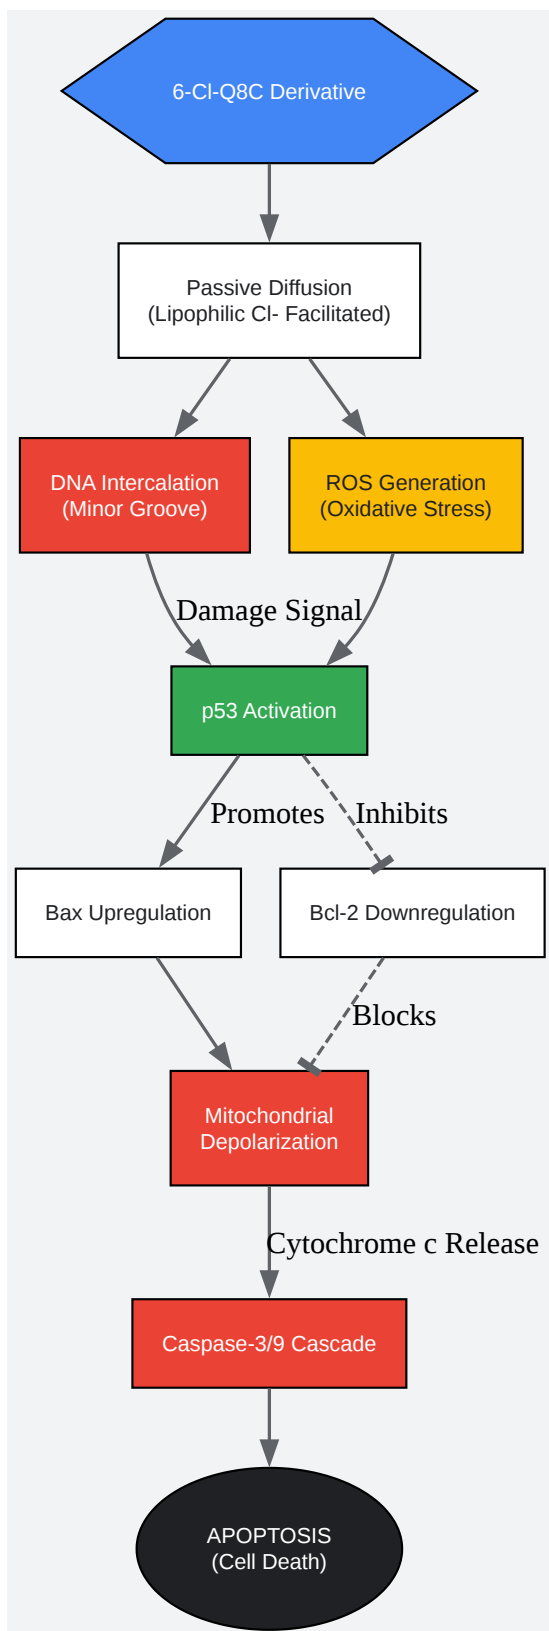 6-Cl-Q8C Derivative
Passive Diffusion
(Lipophilic Cl- Facilitated)
DNA Intercalation
(Minor Groove)
ROS Generation
(Oxidative Stress)
Damage Signal
p53 Activation
Promotes
Inhibits
Bax Upregulation
Bcl-2 Downregulation
Blocks
Mitochondrial
Depolarization
Cytochrome c Release
Caspase-3/9 Cascade
APOPTOSIS
(Cell Death)